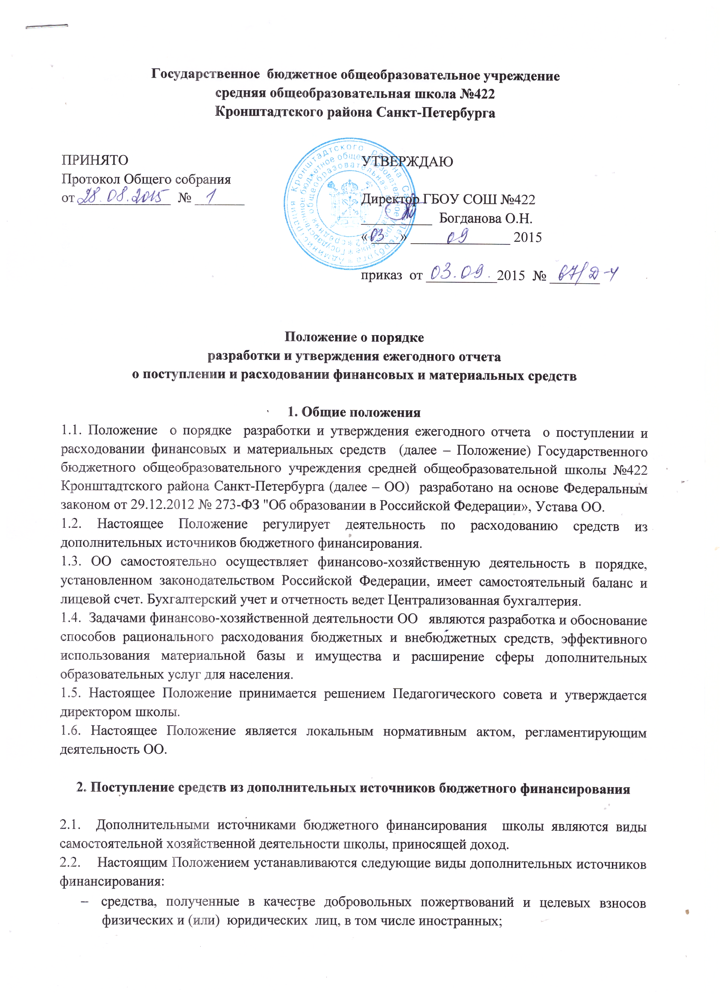 Государственное бюджетное общеобразовательное учреждение
средняя общеобразовательная школа №422
Кронштадтского района Санкт-Петербурга
ПРИНЯТО
Протокол Общего собрания
от 28.08.2015 № 1
УТВЕРЖДАЮ
Директор ГБОУ СОШ №422
Богданова О.Н.
«03» 09 2015
приказ от 03.09. 2015 № 67/Д-ч
Администрация Кронштадтского района Санкт-Петербурга
Государственное бюджетное общеобразовательное учреждение
средняя общеобразовательная школа
Положение о порядке
разработки и утверждения ежегодного отчета
о поступлении и расходовании финансовых и материальных средств
1. Общие положения
1.1. Положение о порядке разработки и утверждения ежегодного отчета о поступлении и
расходовании финансовых и материальных средств (далее – Положение) Государственного
бюджетного общеобразовательного учреждения средней общеобразовательной школы №422
Кронштадтского района Санкт-Петербурга (далее – ОО) разработано на основе Федеральным
законом от 29.12.2012 № 273-ФЗ "Об образовании в Российской Федерации», Устава ОО.
1.2. Настоящее Положение регулирует деятельность по расходованию средств из
дополнительных источников бюджетного финансирования.
1.3. ОО самостоятельно осуществляет финансово-хозяйственную деятельность в порядке,
установленном законодательством Российской Федерации, имеет самостоятельный баланс и
лицевой счет. Бухгалтерский учет и отчетность ведет Централизованная бухгалтерия.
1.4. Задачами финансово-хозяйственной деятельности ОО являются разработка и обоснование
способов рационального расходования бюджетных и внебюджетных средств, эффективного
использования материальной базы и имущества и расширение сферы дополнительных
образовательных услуг для населения.
1.5. Настоящее Положение принимается решением Педагогического совета и утверждается
директором школы.
1.6. Настоящее Положение является локальным нормативным актом, регламентирующим
деятельность ОО.
2. Поступление средств из дополнительных источников бюджетного финансирования
2.1. Дополнительными источниками бюджетного финансирования школы являются виды
самостоятельной хозяйственной деятельности школы, приносящей доход.
2.2. Настоящим Положением устанавливаются следующие виды дополнительных источников
финансирования:
– средства, полученные в качестве добровольных пожертвований и целевых взносов
физических и (или) юридических лиц, в том числе иностранных;